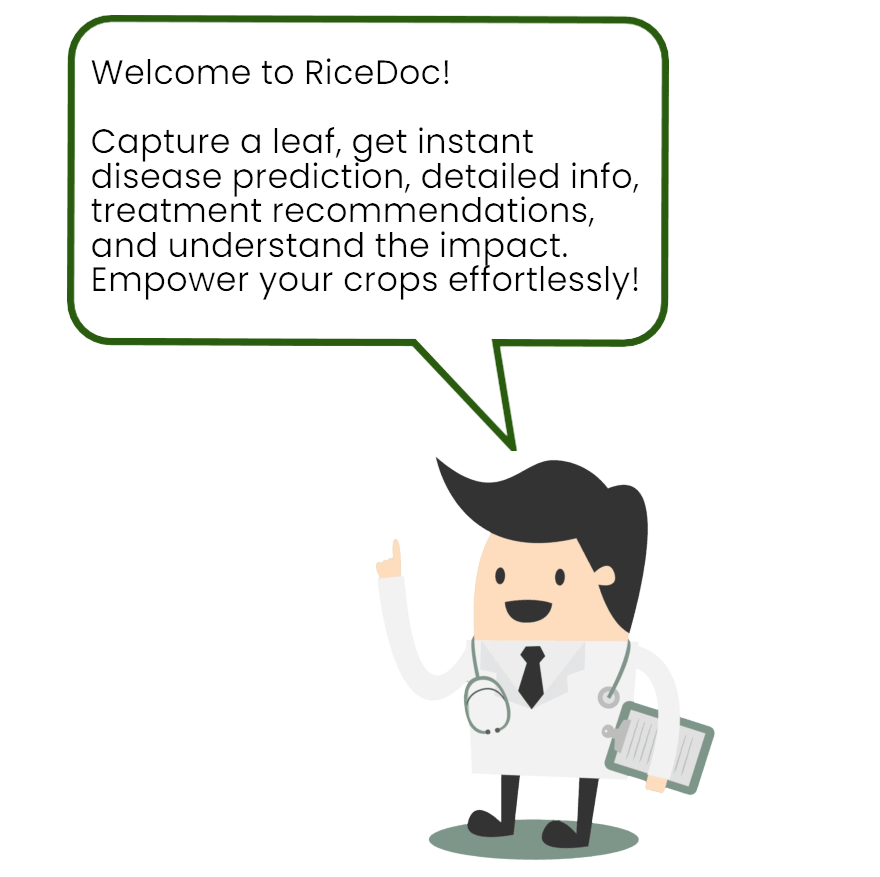 Welcome to RiceDoc!
Capture a leaf, get instant
disease prediction, detailed info,
treatment recommendations,
and understand the impact.
Empower your crops effortlessly!